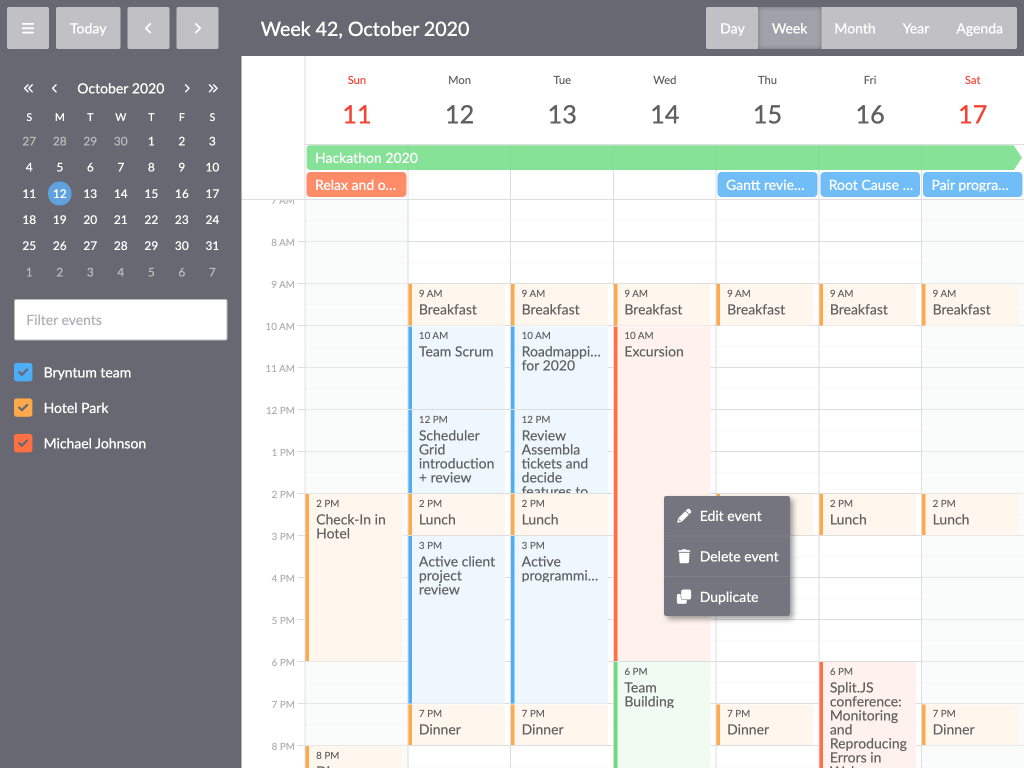 Today
Week 42, October 2020
Day Week Month Year Agenda
October 2020
S M T W T F S
27 28 29 30 1 2 3
4 5 6 7 8 9 10
11 12 13 14 15 16 17
18 19 20 21 22 23 24
25 26 27 28 29 30 31
1 2 3 4 5 6 7
Filter events
Bryntum team
Hotel Park
Michael Johnson
Sun Mon Tue Wed Thu Fri Sat
11 12 13 14 15 16 17
Hackathon 2020
Relax and o... Gantt revie... Root Cause ... Pair progra...
7 AM
8 AM
9 AM
10 AM
11 AM
12 PM
1 PM
2 PM
3 PM
4 PM
5 PM
6 PM
7 PM
8 PM
2 PM
Check-In in
Hotel
8 PM
9 AM
Breakfast
10 AM
Team Scrum
12 PM
Scheduler
Grid
introduction
+ review
2 PM
Lunch
3 PM
Active client
project
review
7 PM
Dinner
9 AM
Breakfast
10 AM
Roadmappi...
for 2020
12 PM
Review
Assembla
tickets and
decide
features to
2 PM
Lunch
3 PM
Active
programmi...
7 PM
Dinner
9 AM
Breakfast
10 AM
Excursion
6 PM
Team
Building
9 AM
Breakfast
7 PM
Dinner
9 AM
Breakfast
2 PM
Lunch
6 PM
Split.JS
conference:
Monitoring
and
Reproducing
Errors in
9 AM
Breakfast
2 PM
Lunch
7 PM
Dinner
Edit event
Delete event
Duplicate